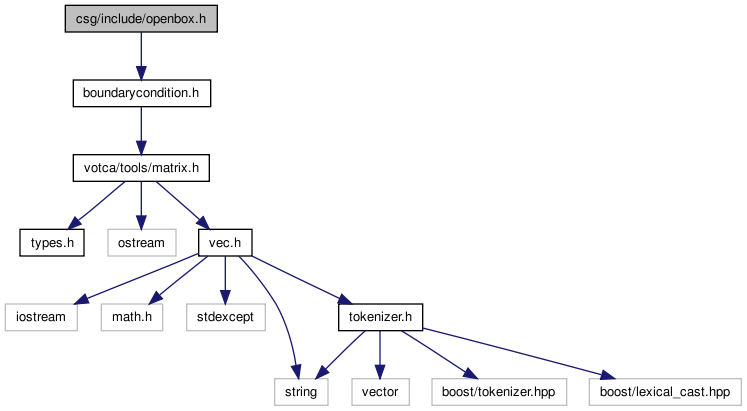 csg/include/openbox.h
boundarycondition.h
votca/tools/matrix.h
types.h
ostream
vec.h
iostream
math.h
stdexcept
tokenizer.h
string
vector
boost/tokenizer.hpp
boost/lexical_cast.hpp